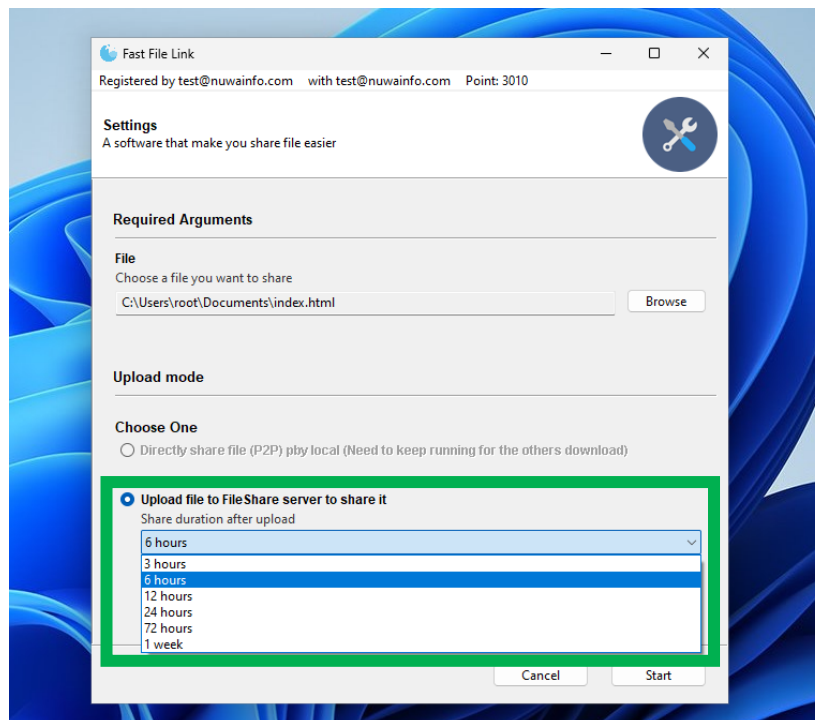 Fast File Link
Registered by test@nuwainfo.com with test@nuwainfo.com Point: 3010
Settings
A software that make you share file easier
Required Arguments
File
Choose a file you want to share
C:\Users\root\Documents\index.html Browse
Upload mode
Choose One
Directly share file (P2P) pby local (Need to keep running for the others download)
Upload file to FileShare server to share it
Share duration after upload
6 hours
3 hours
6 hours
12 hours
24 hours
72 hours
1 week
Cancel Start